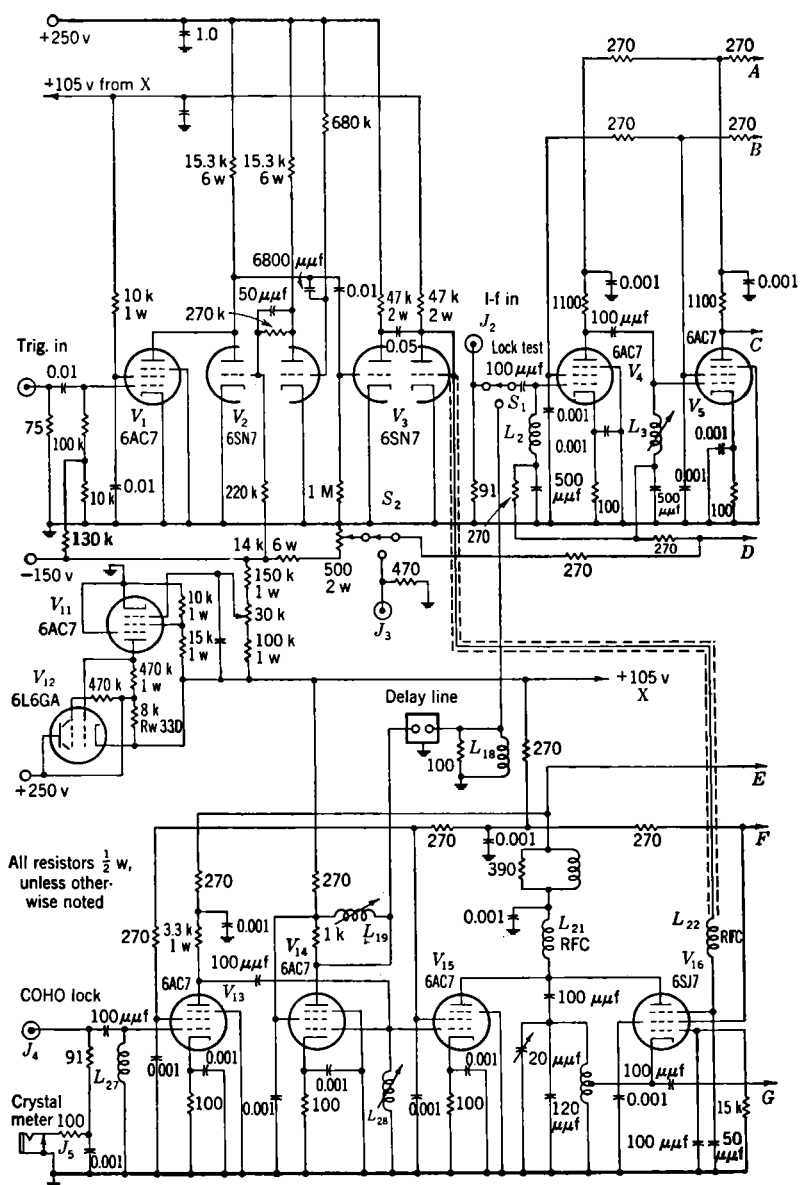 +250 v
1.0
270
270
A
+105 v from X
680 k
270
270
B
15.3 k
6 w
15.3 k
6 w
6800 μμf
0.01
50 μμf
270 k
10 k
1 w
47 k
2 w
47 k
2 w
0.05
I-f in
J2
Lock test
100 μμf
S1
0.001
0.001
1100
1100
100 μμf
6AC7
V4
6AC7
V5
C
Trig. in
0.01
75
100 k
10 k
0.01
V1
6AC7
V2
6SN7
V3
6SN7
L2
0.001
0.001
L3
0.001
0.001
220 k
1 M
S2
91
270
500
μμf
100
500
μμf
100
130 k
−150 v
14 k
6 w
500
2 w
470
J3
270
270
D
V11
6AC7
10 k
1 w
15 k
1 w
150 k
1 w
30 k
100 k
1 w
V12
6L6GA
470 k
470 k
1 w
8 k
Rw 33D
+250 v
+105 v
X
Delay line
100
L18
270
E
270
0.001
270
F
All resistors ½ w,
unless other-
wise noted
270
270
390
270
3.3 k
1 w
0.001
1 k
L19
0.001
L21
RFC
L22
RFC
V14
6AC7
6AC7
V13
100 μμf
V15
6AC7
V16
6SJ7
COHO lock
J4
100 μμf
91
L27
0.001
0.001
100
0.001
0.001
100
L28
0.001
0.001
100
100 μμf
20 μμf
120
μμf
100 μμf
0.001
G
15 k
100 μμf
50
μμf
Crystal
meter
100
J5
0.001